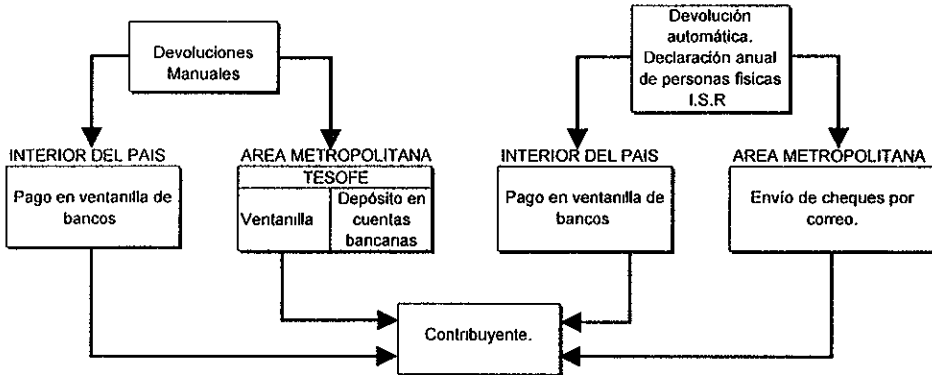 Devoluciones
Manuales
Devolución
automática.
Declaración anual
de personas fisicas
I.S.R
INTERIOR DEL PAIS
Pago en ventanilla de
bancos
AREA METROPOLITANA
TESOFE
Ventanilla
Depósito en
cuentas
bancanas
INTERIOR DEL PAIS
Pago en ventanilla de
bancos
AREA METROPOLITANA
Envío de cheques por
correo.
Contribuyente.